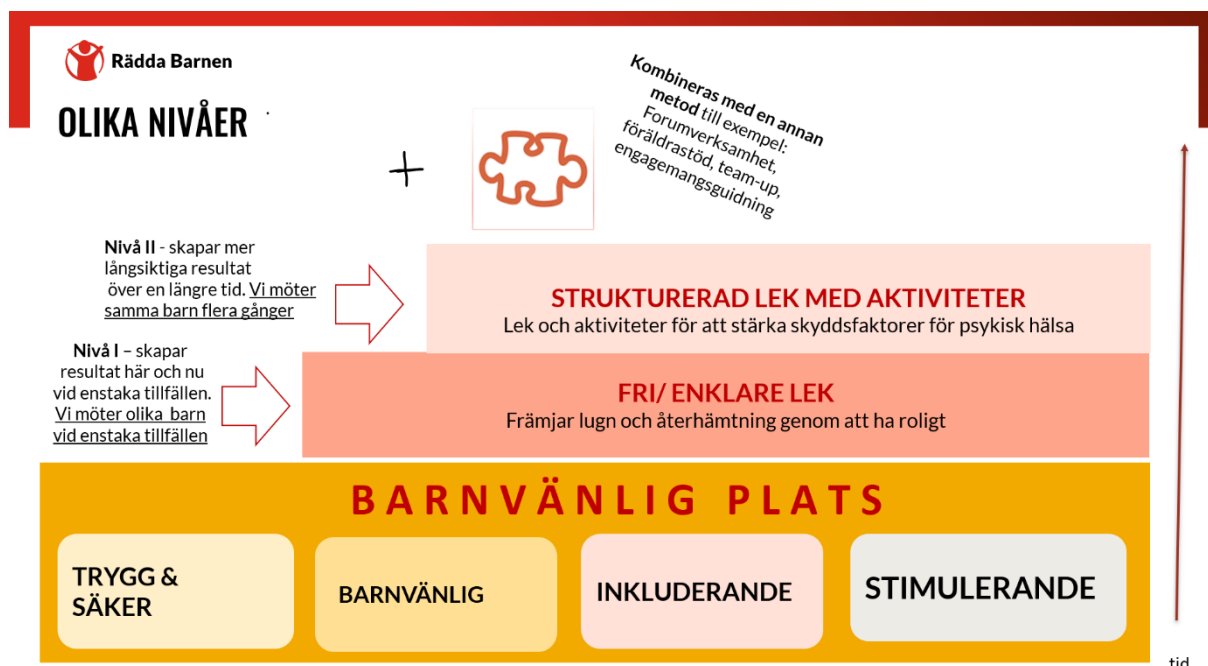 Rädda Barnen
OLIKA NIVÅER
+
Kombineras med en annan
metod till exempel:
Forumverksamhet,
föräldrastöd, team-up,
engagemangsguidning
Nivå II - skapar mer
långsiktiga resultat
över en längre tid. Vi möter
samma barn flera gånger
STRUKTURERAD LEK MED AKTIVITETER
Lek och aktiviteter för att stärka skyddsfaktorer för psykisk hälsa
Nivå I – skapar
resultat här och nu
vid enstaka tillfällen.
Vi möter olika barn
vid enstaka tillfällen
FRI/ ENKLARE LEK
Främjar lugn och återhämtning genom att ha roligt
BARNVÄNLIG PLATS
TRYGG &
SÄKER
BARNVÄNLIG
INKLUDERANDE
STIMULERANDE
tid